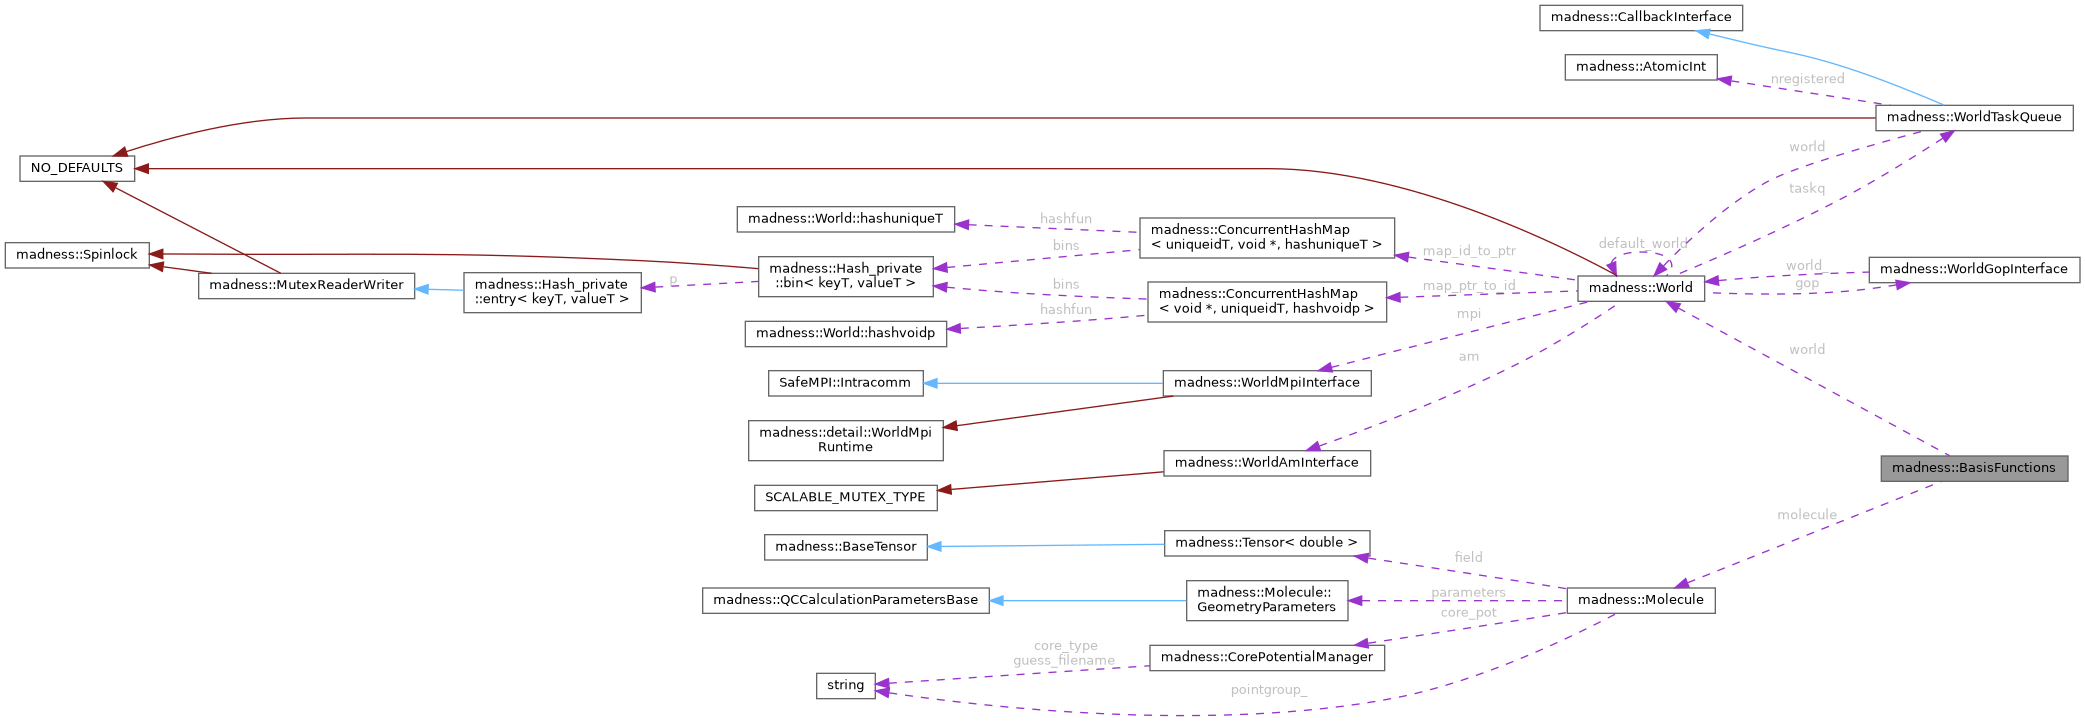 madness::CallbackInterface
madness::AtomicInt
nregistered
madness::WorldTaskQueue
world
NO_DEFAULTS
taskq
madness::World::hashuniqueT
hashfun
madness::ConcurrentHashMap
< uniqueidT, void *, hashuniqueT >
default_world
madness::Spinlock
bins
map_id_to_ptr
madness::Hash_private
::bin< keyT, valueT >
world_
madness::WorldGopInterface
madness::MutexReaderWriter
madness::Hash_private
::entry< keyT, valueT >
p
bins
madness::ConcurrentHashMap
< void *, uniqueidT, hashvoidp >
map_ptr_to_id
madness::World
gop
hashfun
mpi
madness::World::hashvoidp
am
world
SafeMPI::Intracomm
madness::WorldMpiInterface
madness::detail::WorldMpi
Runtime
madness::WorldAmInterface
madness::BasisFunctions
SCALABLE_MUTEX_TYPE
molecule
madness::BaseTensor
madness::Tensor< double >
field
madness::QCCalculationParametersBase
madness::Molecule::
GeometryParameters
parameters
core_pot
madness::Molecule
core_type
guess_filename
madness::CorePotentialManager
string
pointgroup_